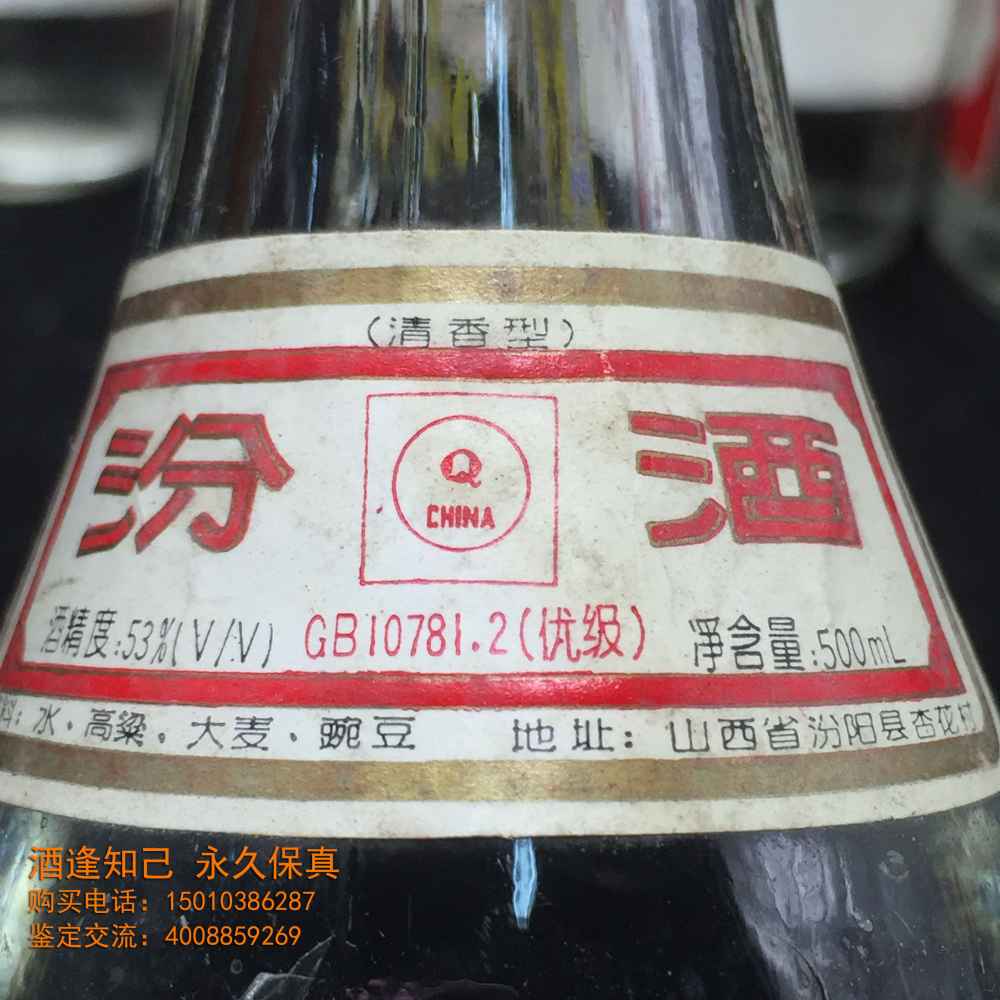 (清香型)
汾 Q 酒
CHINA
酒精度:53%(V/V) GB10781.2(优级) 净含量:500mL
料:水、高粱、大麦、豌豆 地址:山西省汾阳县杏花村
酒逢知己 永久保真
购买电话:15010386287
鉴定交流:4008859269